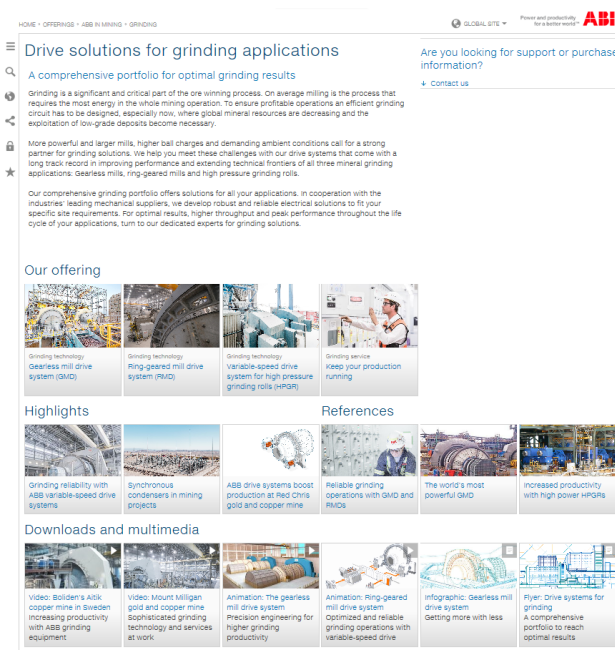 HOME • OFFERINGS • ABB IN MINING • GRINDING
GLOBAL SITE
Power and productivity
for a better world™
ABB
Drive solutions for grinding applications
A comprehensive portfolio for optimal grinding results
Grinding is a significant and critical part of the ore winning process. On average milling is the process that
requires the most energy in the whole mining operation. To ensure profitable operations an efficient grinding
circuit has to be designed, especially now, where global mineral resources are decreasing and the
exploitation of low-grade deposits become necessary.
More powerful and larger mills, higher ball charges and demanding ambient conditions call for a strong
partner for grinding solutions. We help you meet these challenges with our drive systems that come with a
long track record in improving performance and extending technical frontiers of all three mineral grinding
applications: Gearless mills, ring-geared mills and high pressure grinding rolls.
Our comprehensive grinding portfolio offers solutions for all your applications. In cooperation with the
industries' leading mechanical suppliers, we develop robust and reliable electrical solutions to fit your
specific site requirements. For optimal results, higher throughput and peak performance throughout the life
cycle of your applications, turn to our dedicated experts for grinding solutions.
Are you looking for support or purchase
information?
Contact us
Our offering
Grinding technology
Gearless mill drive
system (GMD)
Grinding technology
Ring-geared mill drive
system (RMD)
Grinding technology
Variable-speed drive
system for high pressure
grinding rolls (HPGR)
Grinding service
Keep your production
running
Highlights
Grinding reliability with
ABB variable-speed drive
systems
Synchronous
condensers in mining
projects
ABB drive systems boost
production at Red Chris
gold and copper mine
References
Reliable grinding
operations with GMD and
RMDs
The world's most
powerful GMD
Increased productivity
with high power HPGRs
Downloads and multimedia
Video: Boliden's Aitik
copper mine in Sweden
Increasing productivity
with ABB grinding
equipment
Video: Mount Milligan
gold and copper mine
Sophisticated grinding
technology and services
at work
Animation: The gearless
mill drive system
Precision engineering for
higher grinding
productivity
Animation: Ring-geared
mill drive system
Optimized and reliable
grinding operations with
variable-speed drive
Infographic: Gearless mill
drive system
Getting more with less
Flyer: Drive systems for
grinding
A comprehensive
portfolio to reach
optimal results